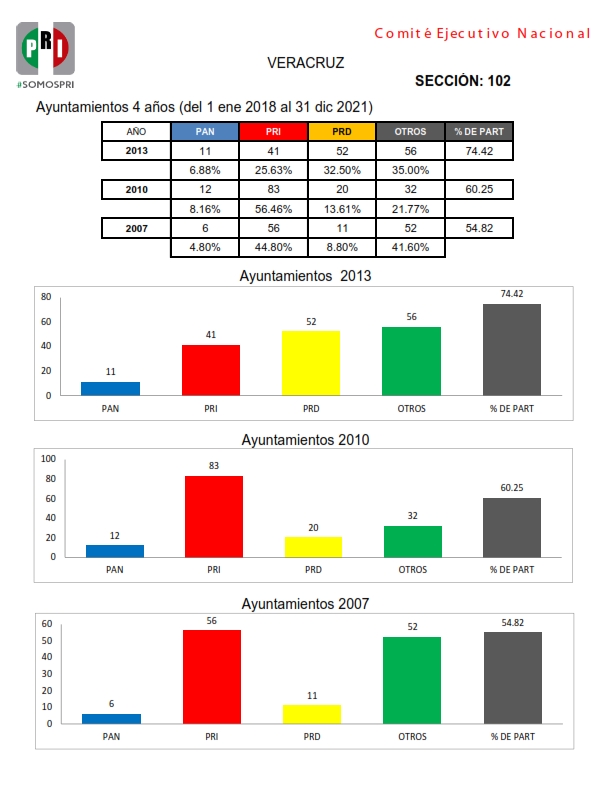 Comité Ejecutivo Nacional
PRI
#SOMOSPRI
VERACRUZ
SECCIÓN: 102
Ayuntamientos 4 años (del 1 ene 2018 al 31 dic 2021)
AÑO PAN PRI PRD OTROS % DE PART
2013 11 41 52 56 74.42
6.88% 25.63% 32.50% 35.00%
2010 12 83 20 32 60.25
8.16% 56.46% 13.61% 21.77%
2007 6 56 11 52 54.82
4.80% 44.80% 8.80% 41.60%
Ayuntamientos 2013
80
60
40
20
0
11 41 52 56 74.42
PAN PRI PRD OTROS % DE PART
Ayuntamientos 2010
100
80
60
40
20
0
12 83 20 32 60.25
PAN PRI PRD OTROS % DE PART
Ayuntamientos 2007
60
50
40
30
20
10
0
6 56 11 52 54.82
PAN PRI PRD OTROS % DE PART